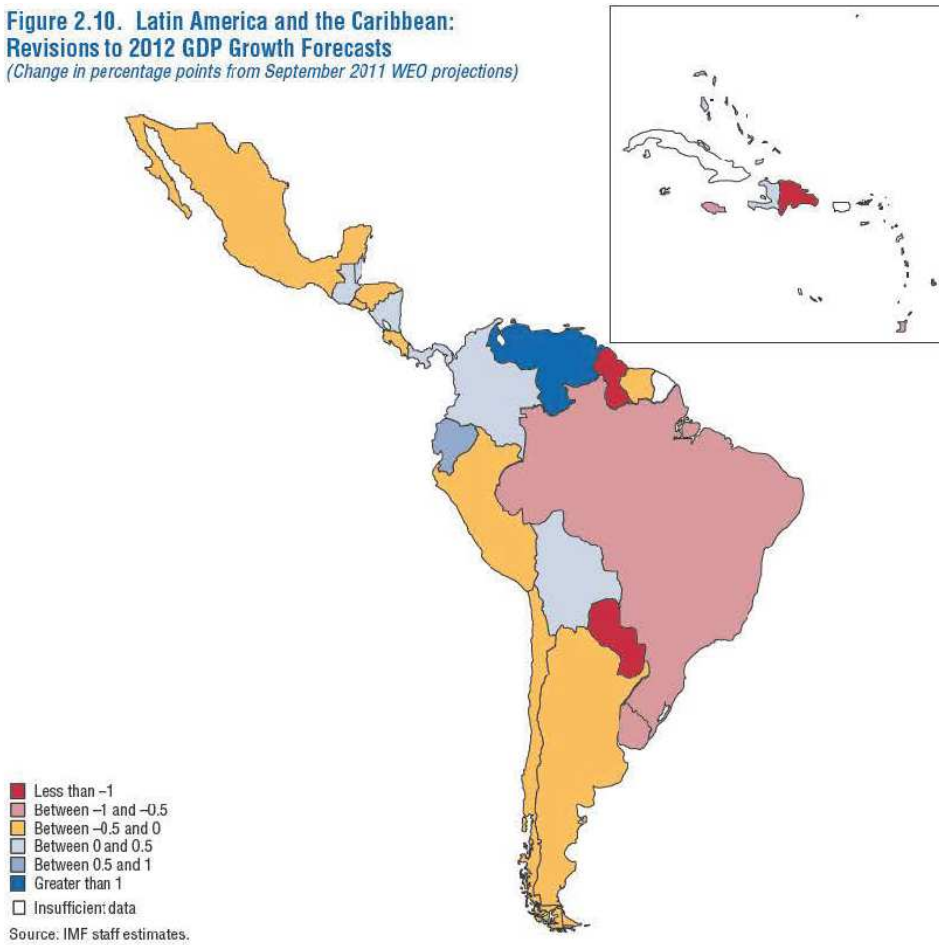 Figure 2.10. Latin America and the Caribbean:
Revisions to 2012 GDP Growth Forecasts
(Change in percentage points from September 2011 WEO projections)
Less than –1
Between –1 and –0.5
Between –0.5 and 0
Between 0 and 0.5
Between 0.5 and 1
Greater than 1
Insufficient data
Source: IMF staff estimates.